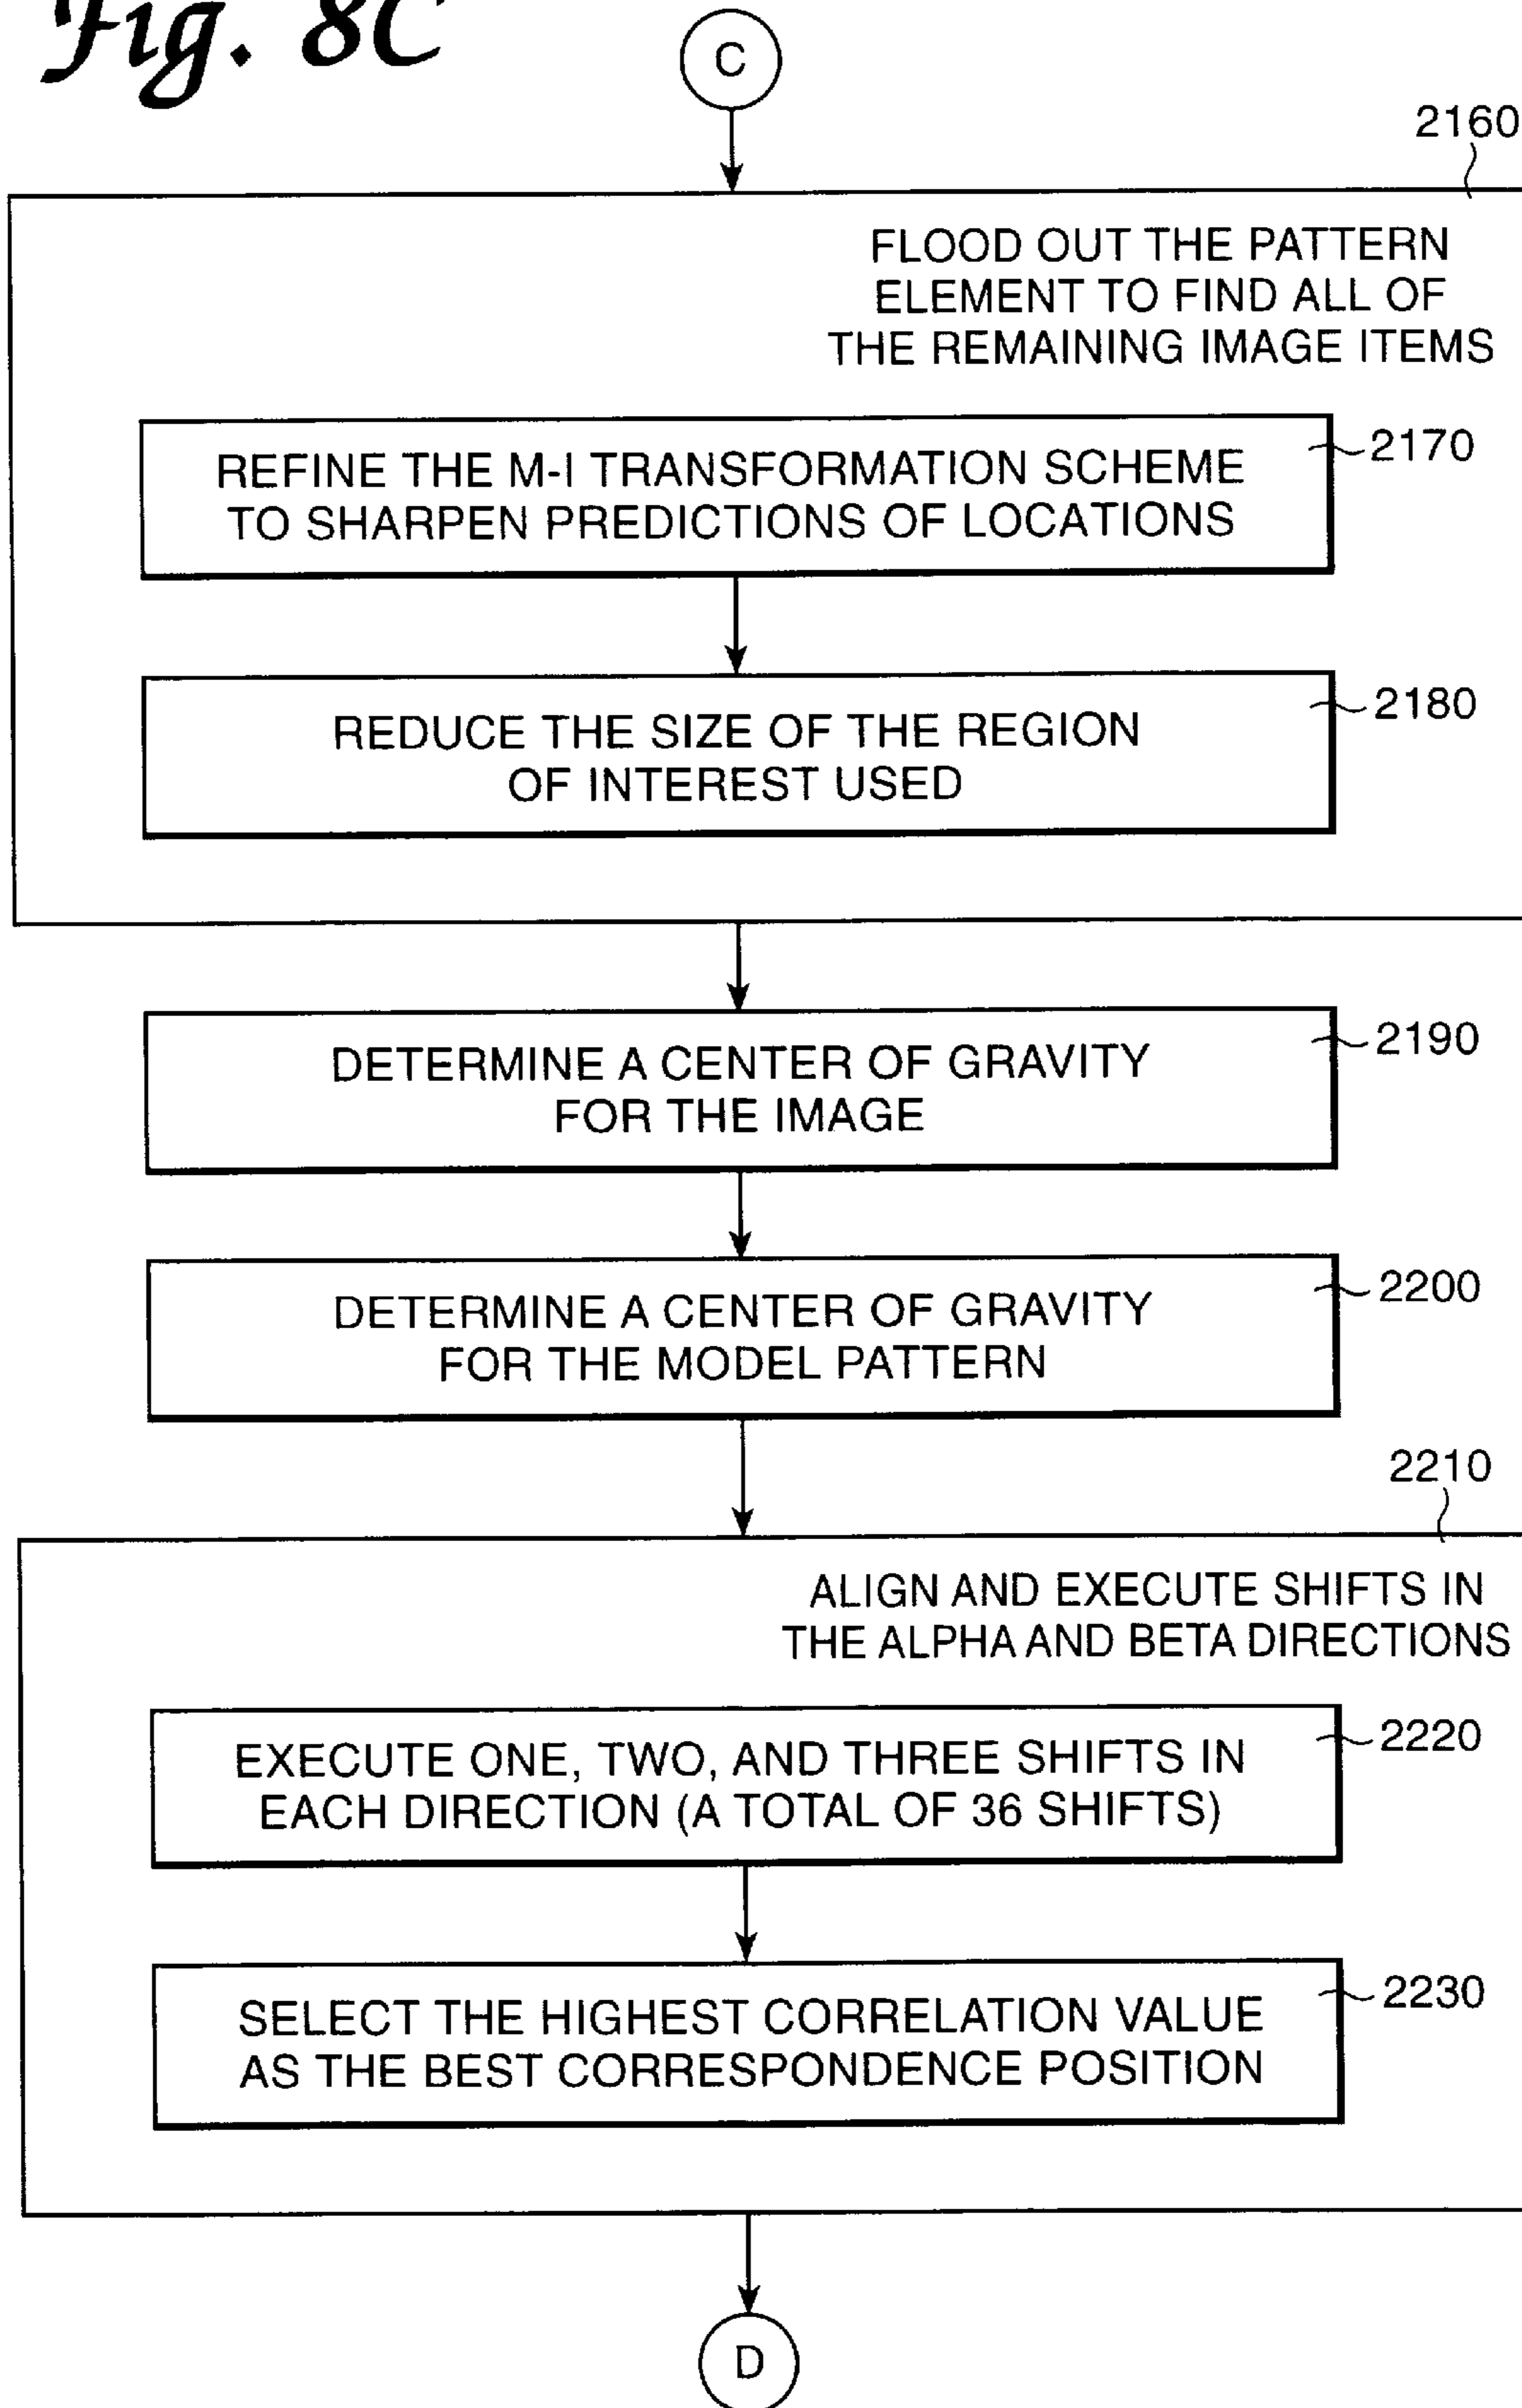 Fig. 8C
C
2160
FLOOD OUT THE PATTERN
ELEMENT TO FIND ALL OF
THE REMAINING IMAGE ITEMS
2170
REFINE THE M-I TRANSFORMATION SCHEME
TO SHARPEN PREDICTIONS OF LOCATIONS
2180
REDUCE THE SIZE OF THE REGION
OF INTEREST USED
2190
DETERMINE A CENTER OF GRAVITY
FOR THE IMAGE
2200
DETERMINE A CENTER OF GRAVITY
FOR THE MODEL PATTERN
2210
ALIGN AND EXECUTE SHIFTS IN
THE ALPHA AND BETA DIRECTIONS
2220
EXECUTE ONE, TWO, AND THREE SHIFTS IN
EACH DIRECTION (A TOTAL OF 36 SHIFTS)
2230
SELECT THE HIGHEST CORRELATION VALUE
AS THE BEST CORRESPONDENCE POSITION
D